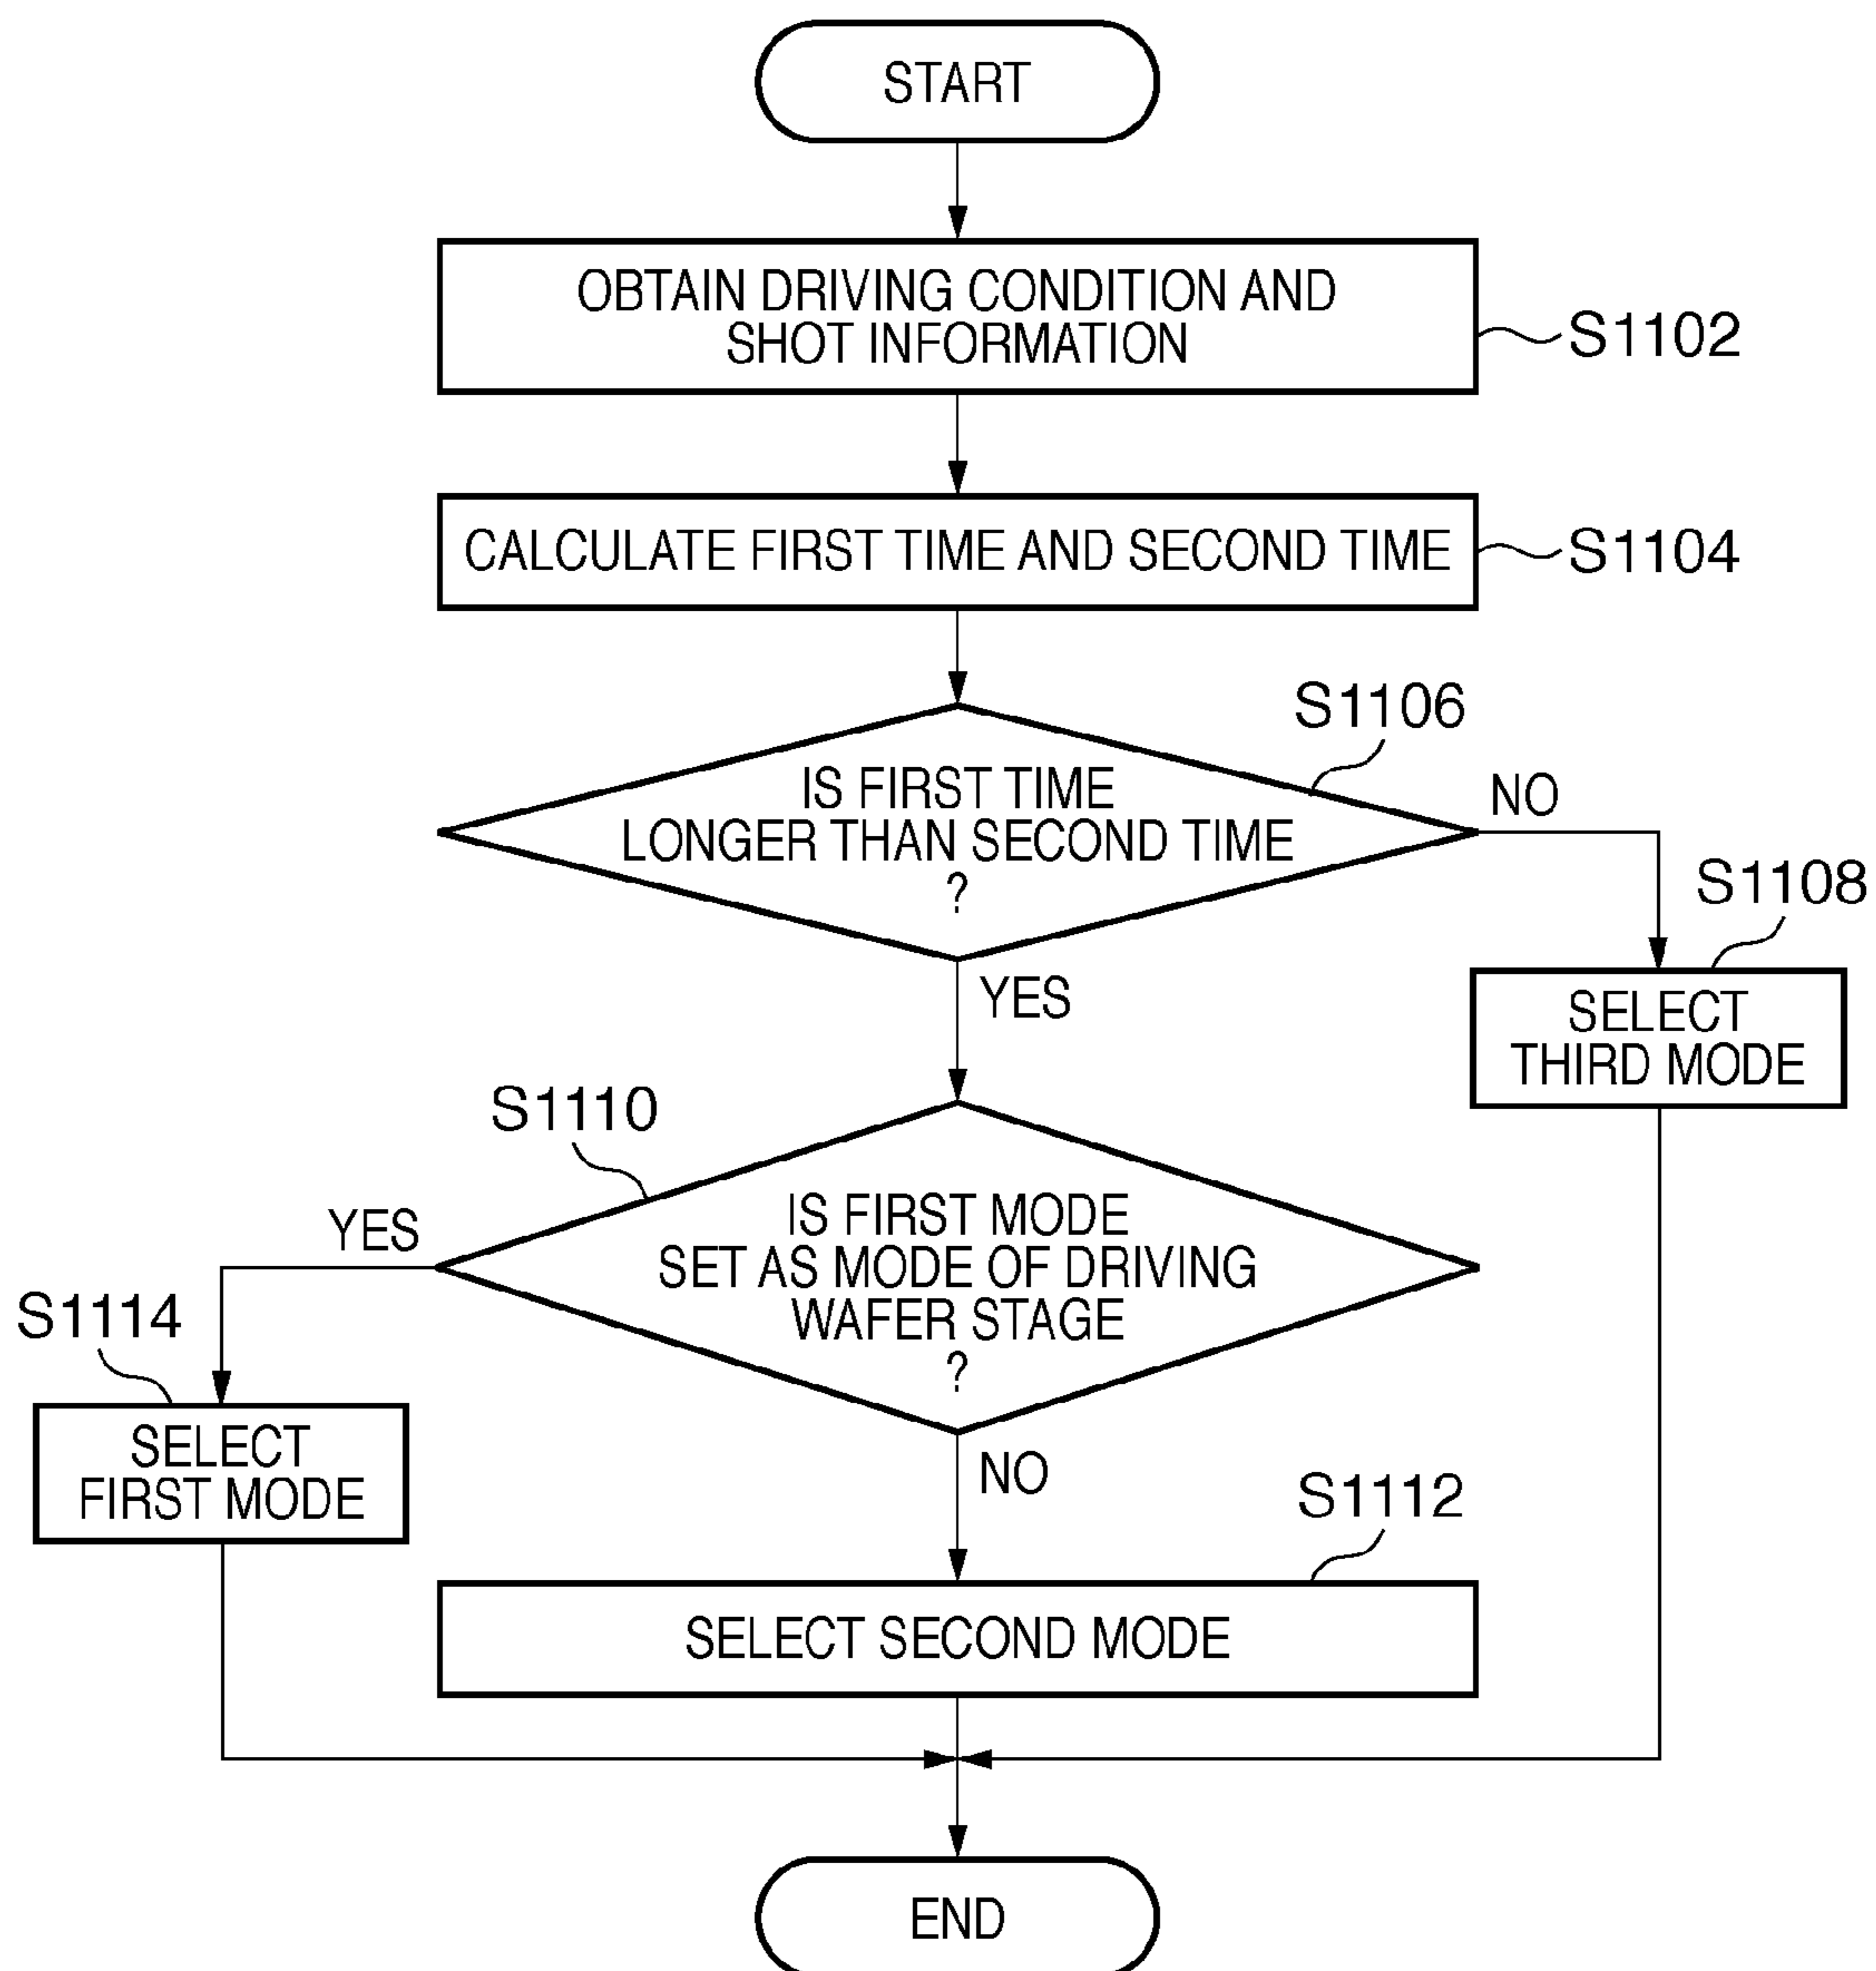 START
OBTAIN DRIVING CONDITION AND
SHOT INFORMATION
S1102
CALCULATE FIRST TIME AND SECOND TIME
S1104
S1106
IS FIRST TIME
LONGER THAN SECOND TIME
?
NO
YES
S1108
SELECT
THIRD MODE
S1110
IS FIRST MODE
SET AS MODE OF DRIVING
WAFER STAGE
?
YES
NO
S1114
SELECT
FIRST MODE
S1112
SELECT SECOND MODE
END